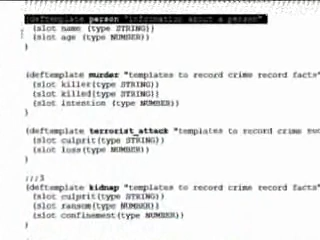 (deftemplate person "information about a person"
(slot name (type STRING))
(slot age (type NUMBER))
)
(deftemplate murder "templates to record crime record facts"
(slot killer(type STRING))
(slot killed(type STRING))
(slot intention (type NUMBER))
)
(deftemplate terrorist_attack "templates to record crime rec
(slot culprit(type STRING))
(slot loss(type NUMBER))
)
;;;3
(deftemplate kidnap "templates to record crime record facts"
(slot culprit(type STRING))
(slot ransom(type NUMBER))
(slot confinement(type NUMBER))
)